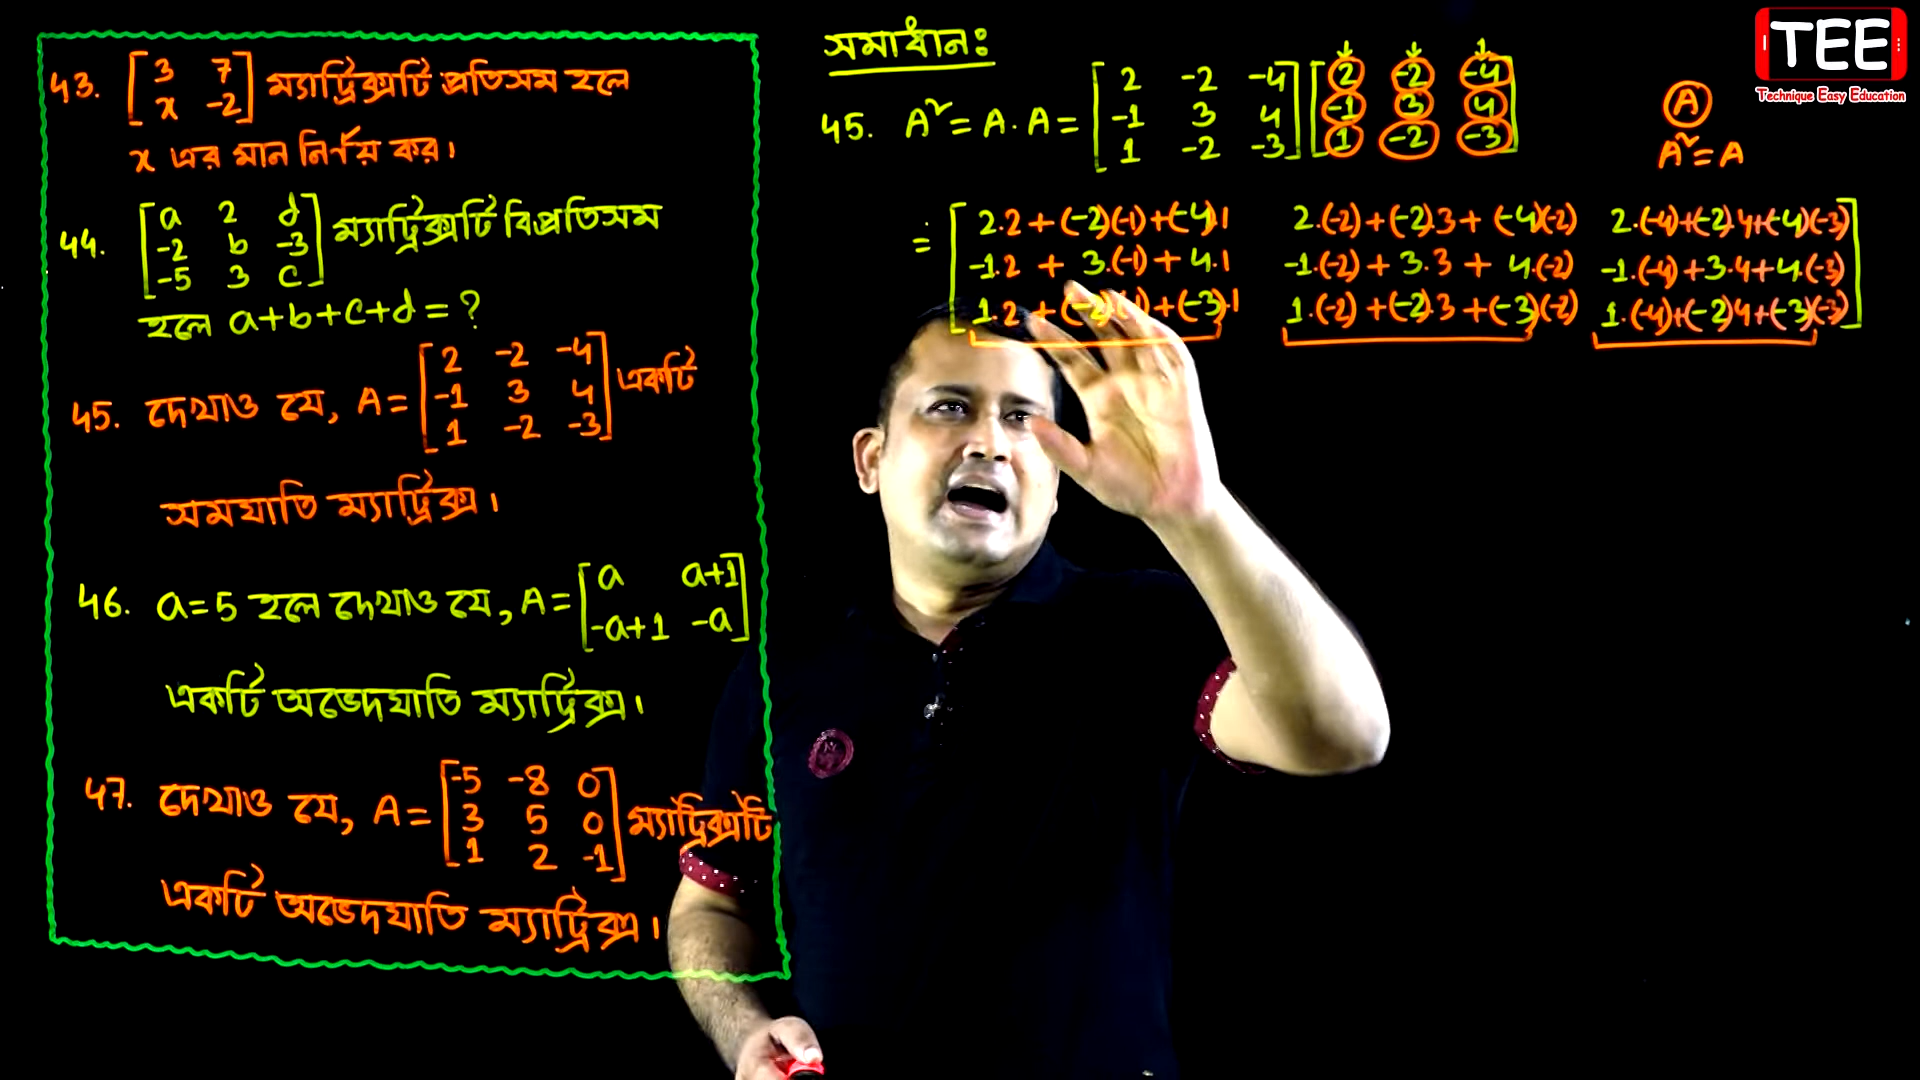 43. [3 7
x -2] ম্যাট্রিক্সটি প্রতিসম হলে
x এর মান নির্ণয় কর।
44. [a 2 d
-2 b -3
-5 3 c] ম্যাট্রিক্সটি বিপ্রতিসম
হলে a+b+c+d = ?
45. দেখাও যে, A = [2 -2 -4
-1 3 4
1 -2 -3] একটি
সমঘাতি ম্যাট্রিক্স।
46. a=5 হলে দেখাও যে, A = [a a+1
-a+1 -a]
একটি অভেদঘাতি ম্যাট্রিক্স।
47. দেখাও যে, A = [-5 -8 0
3 5 0
1 2 -1] ম্যাট্রিক্সটি
একটি অভেদঘাতি ম্যাট্রিক্স।
সমাধান:
45. A² = A.A = [2 -2 -4
-1 3 4
1 -2 -3] [2 -2 -4
-1 3 4
1 -2 -3]
= [2.2+(-2)(-1)+(-4).1 2.(-2)+(-2).3+(-4)(-2) 2.(-4)+(-2).4+(-4)(-3)
-1.2 + 3.(-1) + 4.1 -1.(-2) + 3.3 + 4.(-2) -1.(-4)+3.4+4.(-3)
1.2+(-2)(-1)+(-3).1 1.(-2)+(-2).3+(-3)(-2) 1.(-4)+(-2)4+(-3)(-3)]
A
A² = A
TEE
Technique Easy Education